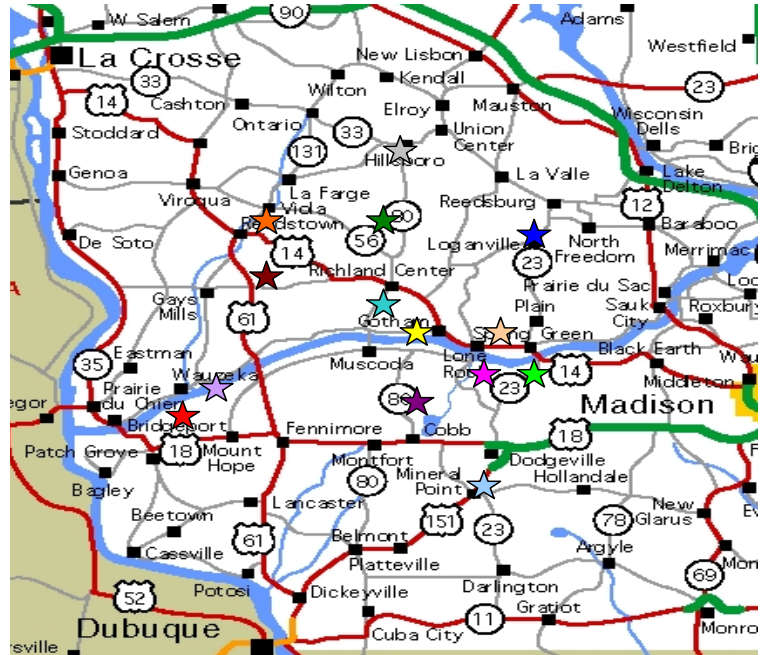 90
W Salem
Adams
La Crosse
New Lisbon
Westfield
33
Wilton
Kendall
23
14
Cashton
Elroy
Mauston
Wisconsin
Dells
Stoddard
Ontario
33
Union
Center
131
Hillsboro
Genoa
La Farge
La Valle
Lake
Delton
Viroqua
Viola
Reedsburg
12
Readstown
80
Baraboo
De Soto
56
Loganville
North
Freedom
14
23
Merrimac
Richland Center
Gays
Mills
Prairie du Sac
Sauk
City
Roxbury
61
Gotham
Plain
Spring Green
Eastman
Muscoda
Lone
Rock
Black Earth
35
Prairie
du Chien
Wauzeka
23
14
Middleton
80
Madison
Bridgeport
Fennimore
Cobb
18
Patch Grove
18
Mount
Hope
Montfort
Dodgeville
Bagley
80
Mineral
Point
Hollandale
Beetown
Lancaster
151
23
78
New
Glarus
61
Belmont
Cassville
Platteville
Argyle
Potosi
Darlington
69
52
Dickeyville
Gratiot
11
Dubuque
Cuba City
Monro